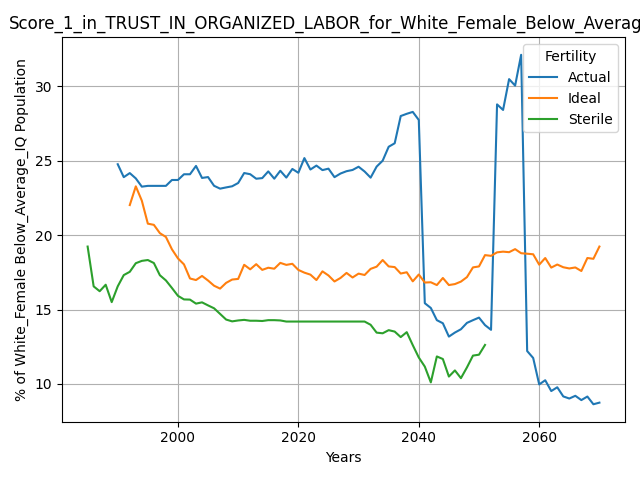 Score_1_in_TRUST_IN_ORGANIZED_LABOR_for_White_Female_Below_Averag
Fertility
Actual
Ideal
Sterile
30
25
20
15
10
% of White_Female Below_Average_IQ Population
2000
2020
2040
2060
Years